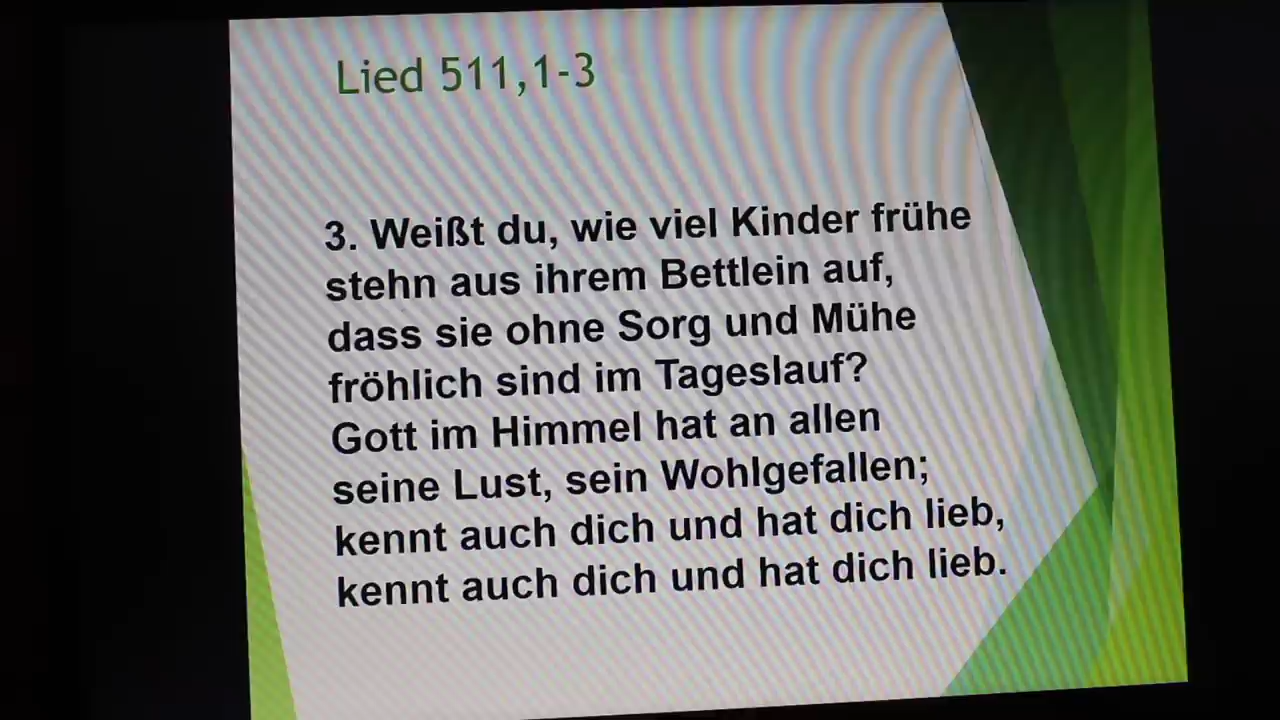 Lied 511,1-3
3. Weißt du, wie viel Kinder frühe
stehn aus ihrem Bettlein auf,
dass sie ohne Sorg und Mühe
fröhlich sind im Tageslauf?
Gott im Himmel hat an allen
seine Lust, sein Wohlgefallen;
kennt auch dich und hat dich lieb,
kennt auch dich und hat dich lieb.